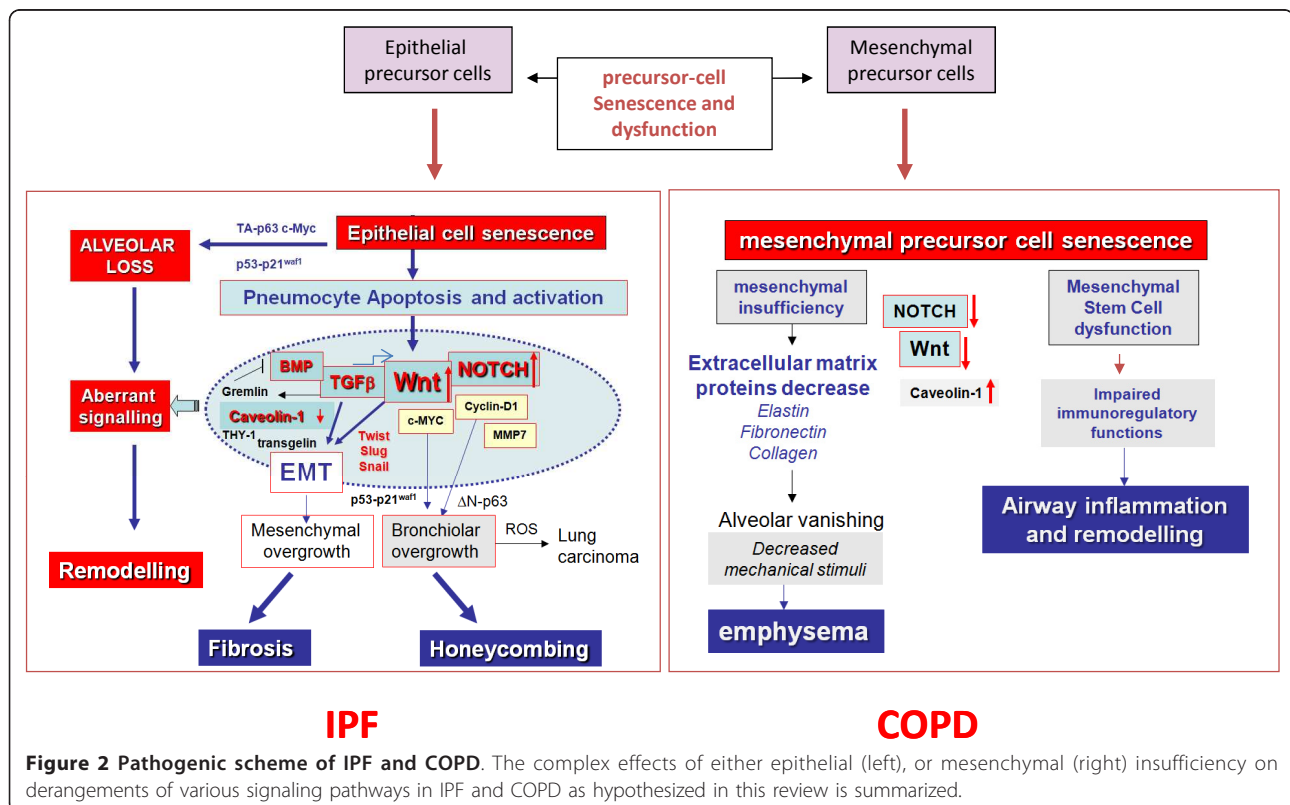 Epithelial
precursor cells
precursor-cell
Senescence and
dysfunction
Mesenchymal
precursor cells
TA-p63 c-Myc
Epithelial cell senescence
ALVEOLAR
LOSS
p53-p21waf1
Pneumocyte Apoptosis and activation
BMP
TGFβ
Wnt
NOTCH
Gremlin
Aberrant
signalling
Caveolin-1
c-MYC
Cyclin-D1
MMP7
THY-1
transgelin
Twist
Slug
Snail
EMT
p53-p21waf1
ΔN-p63
Mesenchymal
overgrowth
Bronchiolar
overgrowth
ROS
Lung
carcinoma
Remodelling
Fibrosis
Honeycombing
mesenchymal precursor cell senescence
mesenchymal
insufficiency
NOTCH
Wnt
Caveolin-1
Mesenchymal
Stem Cell
dysfunction
Extracellular matrix
proteins decrease
Elastin
Fibronectin
Collagen
Impaired
immunoregulatory
functions
Alveolar vanishing
Decreased
mechanical stimuli
Airway inflammation
and remodelling
emphysema
IPF
COPD
Figure 2 Pathogenic scheme of IPF and COPD. The complex effects of either epithelial (left), or mesenchymal (right) insufficiency on
derangements of various signaling pathways in IPF and COPD as hypothesized in this review is summarized.